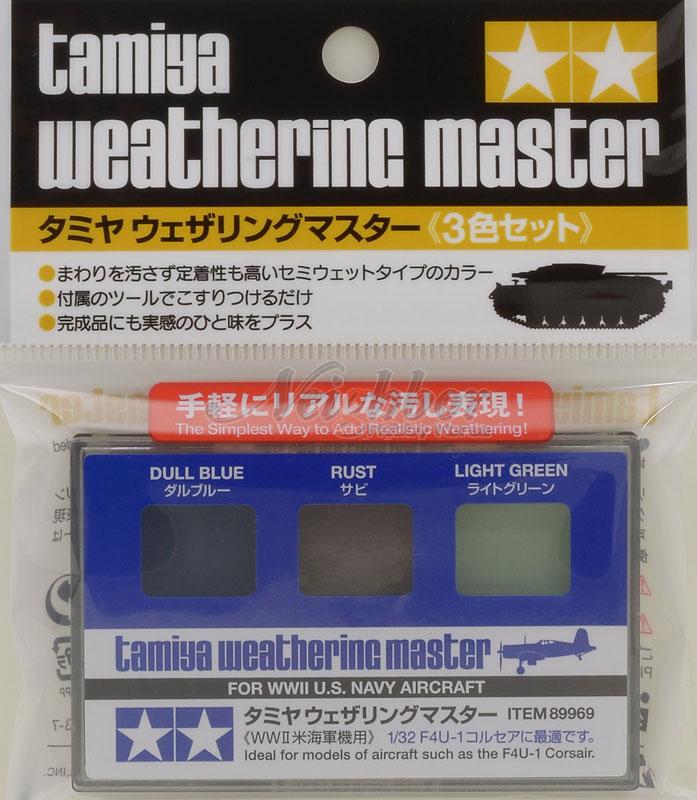 tamiya
weathering master
タミヤ ウェザリングマスター《3色セット》
●まわりを汚さず定着性も高いセミウェットタイプのカラー
●付属のツールでこすりつけるだけ
●完成品にも実感のひと味をプラス
手軽にリアルな汚し表現!
The Simplest Way to Add Realistic Weathering!
DULL BLUE RUST LIGHT GREEN
ダルブルー サビ ライトグリーン
tamiya weathering master
FOR WWII U.S. NAVY AIRCRAFT
タミヤ ウェザリングマスター ITEM 89969
《WWII米海軍機用》 1/32 F4U-1コルセアに最適です。
Ideal for models of aircraft such as the F4U-1 Corsair.